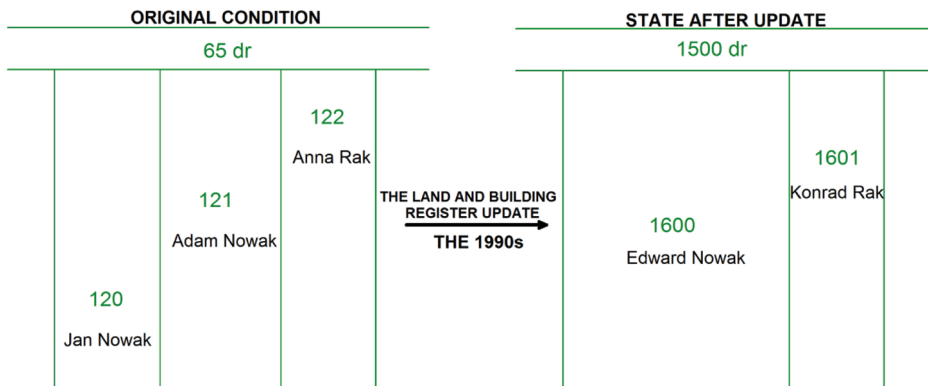 ORIGINAL CONDITION
65 dr
122
Anna Rak
121
Adam Nowak
120
Jan Nowak
THE LAND AND BUILDING
REGISTER UPDATE
THE 1990s
STATE AFTER UPDATE
1500 dr
1601
Konrad Rak
1600
Edward Nowak